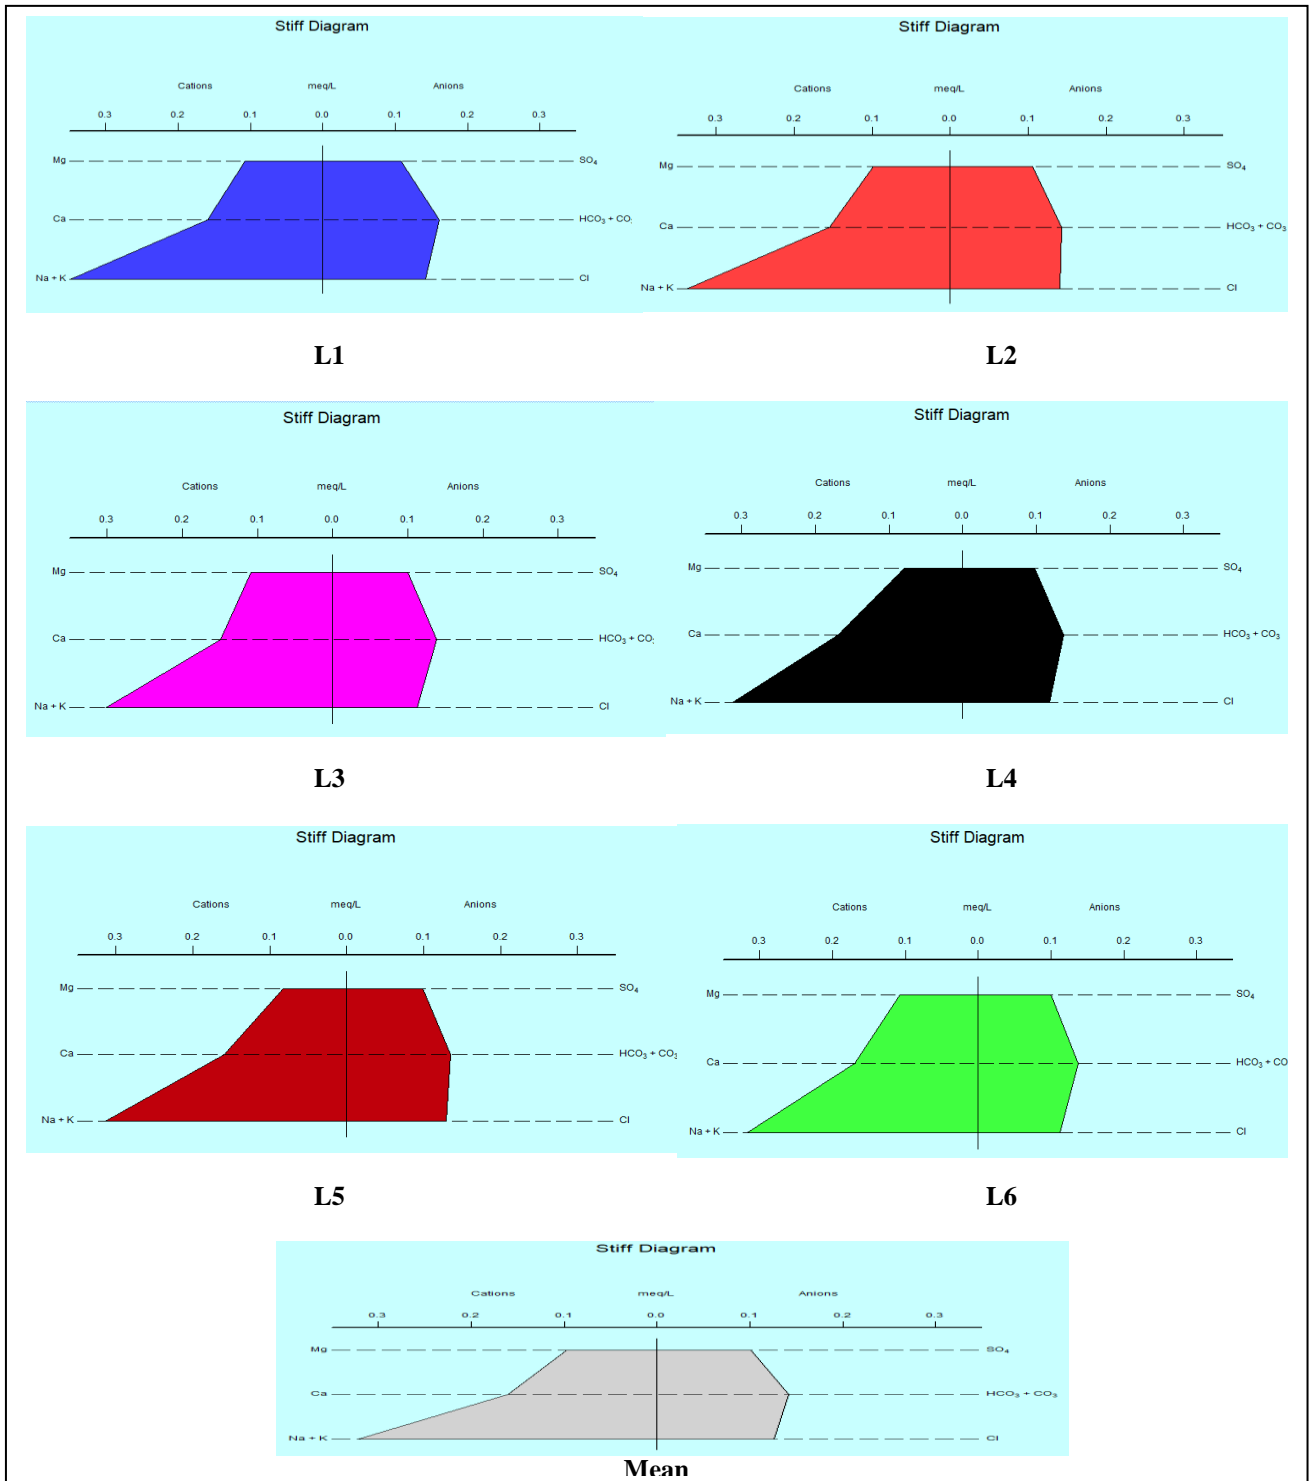 Stiff Diagram
Cations meq/L Anions
0.3 0.2 0.1 0.0 0.1 0.2 0.3
Mg SO₄
Ca HCO₃ + CO₃
Na + K Cl
L1
Stiff Diagram
Cations meq/L Anions
0.3 0.2 0.1 0.0 0.1 0.2 0.3
Mg SO₄
Ca HCO₃ + CO₃
Na + K Cl
L2
Stiff Diagram
Cations meq/L Anions
0.3 0.2 0.1 0.0 0.1 0.2 0.3
Mg SO₄
Ca HCO₃ + CO₃
Na + K Cl
L3
Stiff Diagram
Cations meq/L Anions
0.3 0.2 0.1 0.0 0.1 0.2 0.3
Mg SO₄
Ca HCO₃ + CO₃
Na + K Cl
L4
Stiff Diagram
Cations meq/L Anions
0.3 0.2 0.1 0.0 0.1 0.2 0.3
Mg SO₄
Ca HCO₃ + CO₃
Na + K Cl
L5
Stiff Diagram
Cations meq/L Anions
0.3 0.2 0.1 0.0 0.1 0.2 0.3
Mg SO₄
Ca HCO₃ + CO
Na + K Cl
L6
Stiff Diagram
Cations meq/L Anions
0.3 0.2 0.1 0.0 0.1 0.2 0.3
Mg SO₄
Ca HCO₃ + CO₃
Na + K Cl
Mean